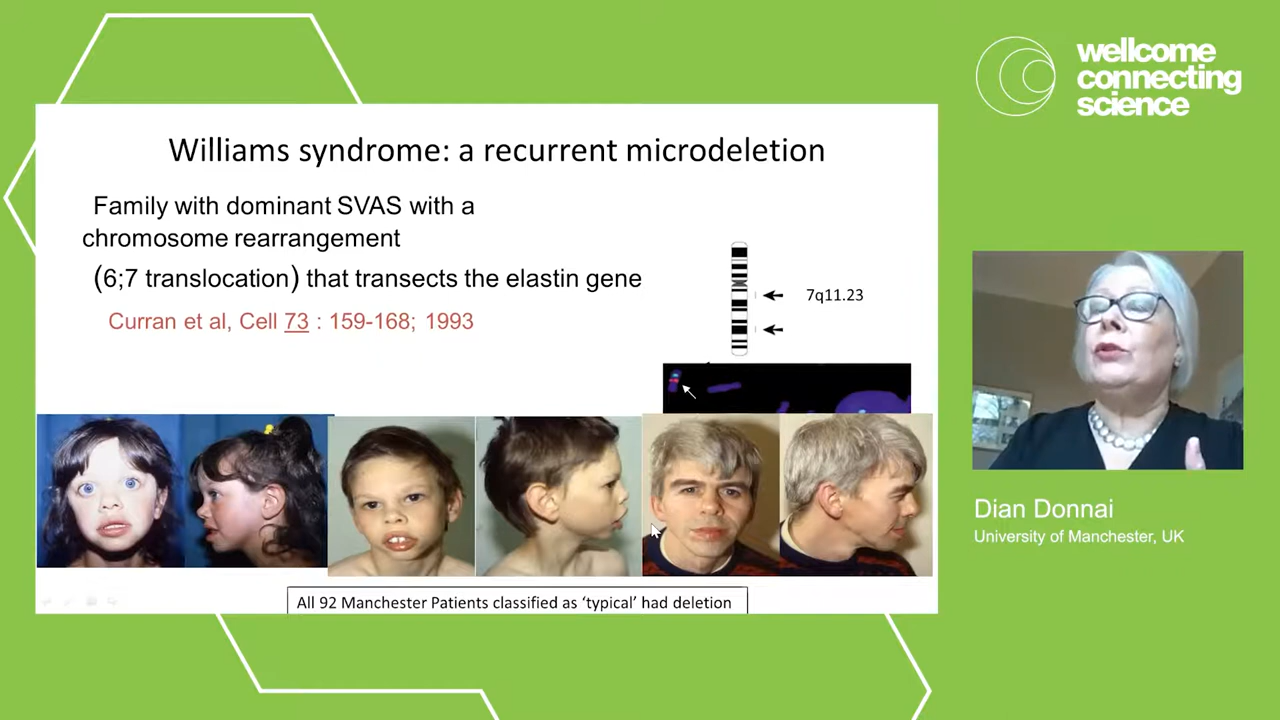 wellcome
connecting
science
Williams syndrome: a recurrent microdeletion
Family with dominant SVAS with a
chromosome rearrangement
(6;7 translocation) that transects the elastin gene
Curran et al, Cell 73 : 159-168; 1993
7q11.23
All 92 Manchester Patients classified as ‘typical’ had deletion
Dian Donnai
University of Manchester, UK